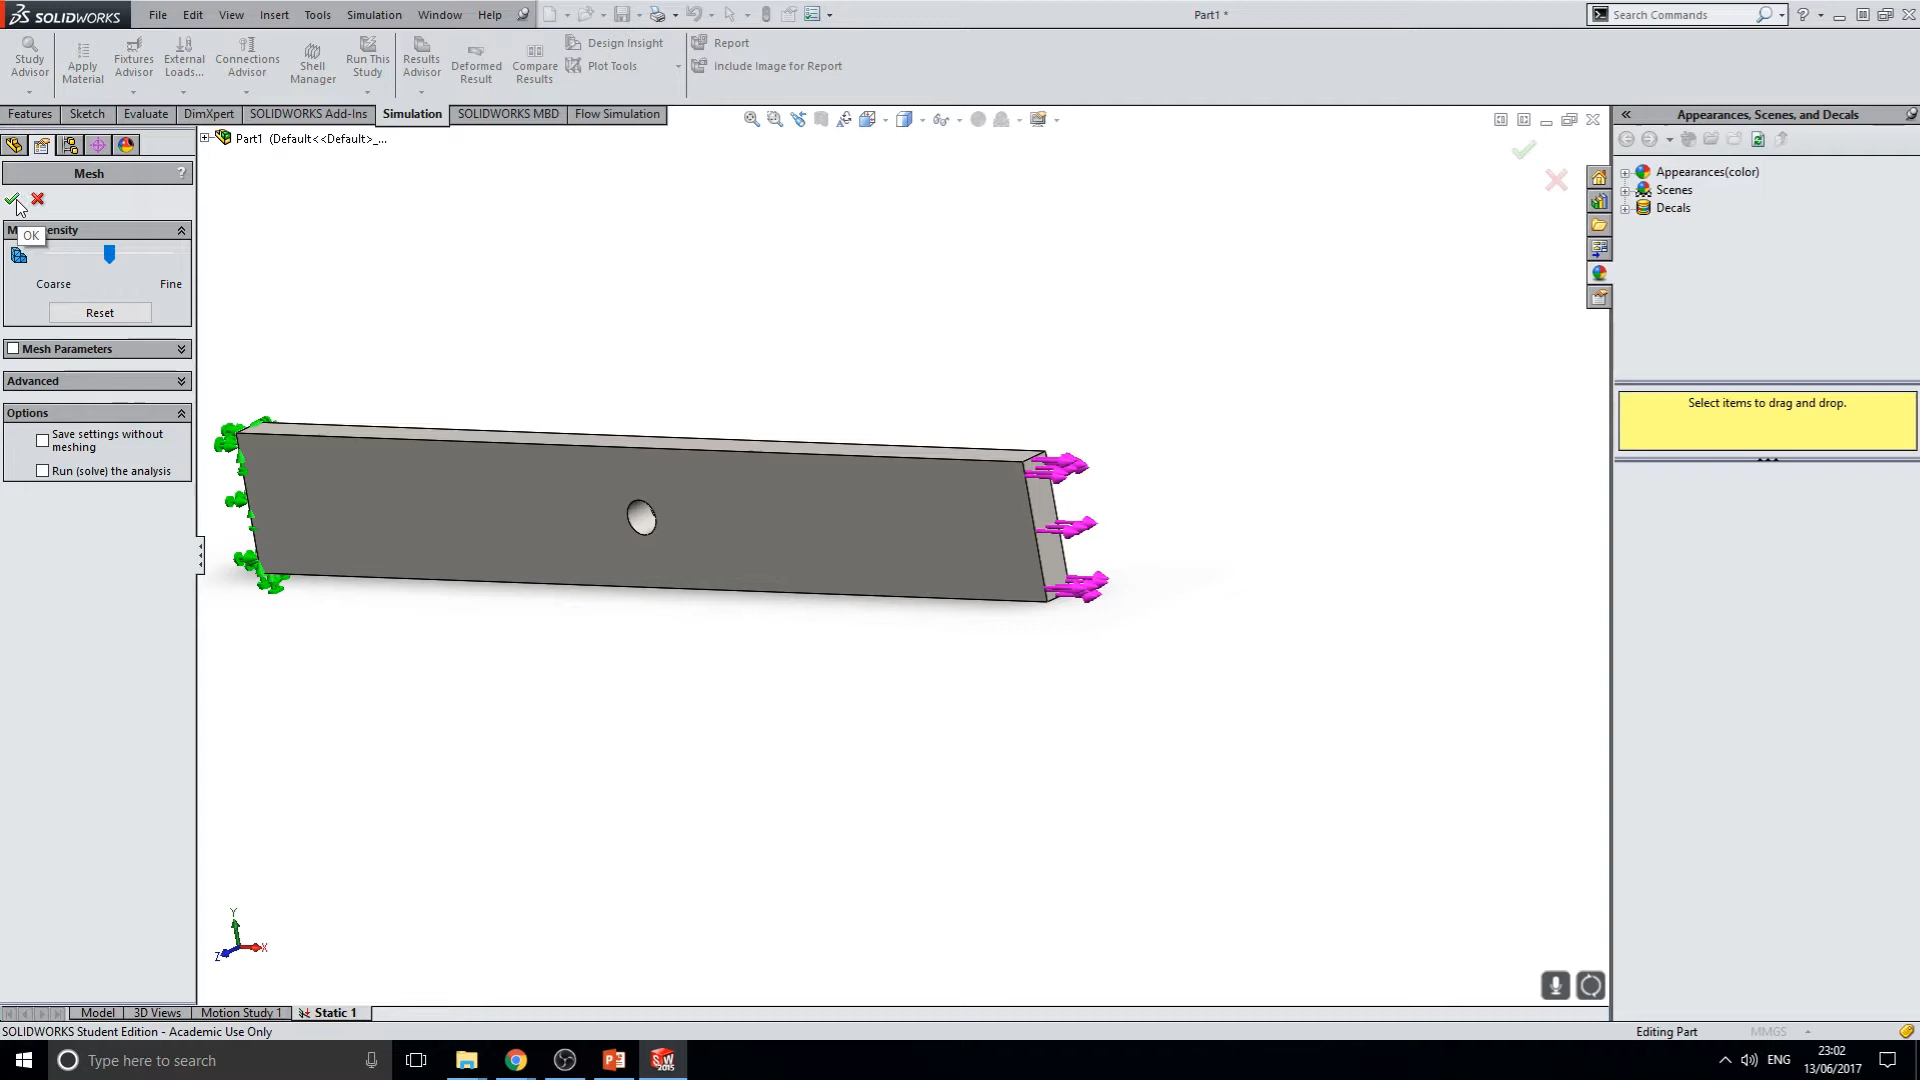 SOLIDWORKS File Edit View Insert Tools Simulation Window Help Part1 * Search Commands
Study Advisor
Apply Material
Fixtures Advisor
External Loads...
Connections Advisor
Shell Manager
Run This Study
Results Advisor
Deformed Result
Compare Results
Design Insight
Plot Tools
Report
Include Image for Report
Features Sketch Evaluate DimXpert SOLIDWORKS Add-Ins Simulation SOLIDWORKS MBD Flow Simulation
Appearances, Scenes, and Decals
Part1 (Default<<Default>_...
Mesh ?
OK
Coarse Fine
Reset
Mesh Parameters
Advanced
Options
Save settings without
meshing
Run (solve) the analysis
Appearances(color)
Scenes
Decals
Select items to drag and drop.
Y
X
Z
Model 3D Views Motion Study 1 Static 1
SOLIDWORKS Student Edition - Academic Use Only Editing Part MMGS
Type here to search
SW
2015
ENG
23:02
13/06/2017